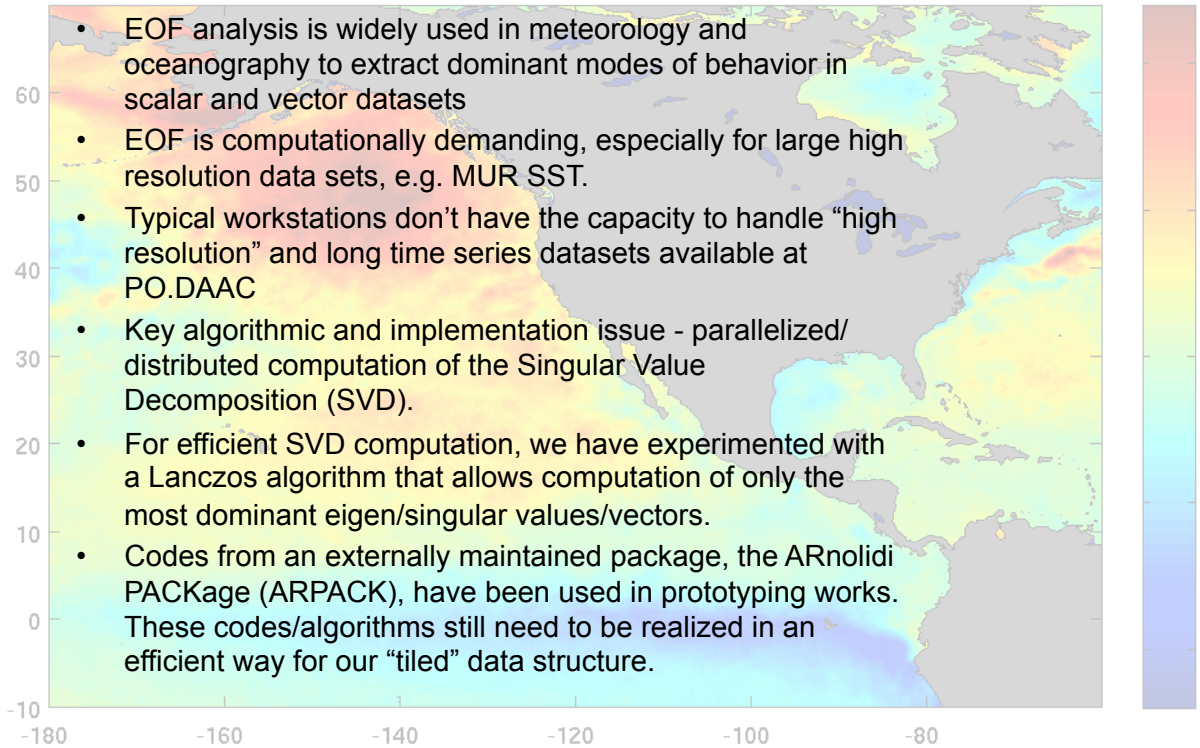 • EOF analysis is widely used in meteorology and
oceanography to extract dominant modes of behavior in
scalar and vector datasets
• EOF is computationally demanding, especially for large high
resolution data sets, e.g. MUR SST.
• Typical workstations don’t have the capacity to handle “high
resolution” and long time series datasets available at
PO.DAAC
• Key algorithmic and implementation issue - parallelized/
distributed computation of the Singular Value
Decomposition (SVD).
• For efficient SVD computation, we have experimented with
a Lanczos algorithm that allows computation of only the
most dominant eigen/singular values/vectors.
• Codes from an externally maintained package, the ARnolidi
PACKage (ARPACK), have been used in prototyping works.
These codes/algorithms still need to be realized in an
efficient way for our “tiled” data structure.
60
50
40
30
20
10
0
-10
-180 -160 -140 -120 -100 -80